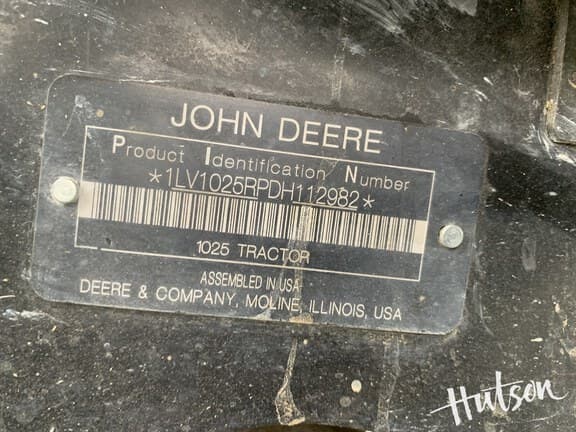 JOHN DEERE
Product Identification Number
*1LV1025RPDH112982*
1025 TRACTOR
ASSEMBLED IN USA
DEERE & COMPANY, MOLINE, ILLINOIS, USA
Hutson